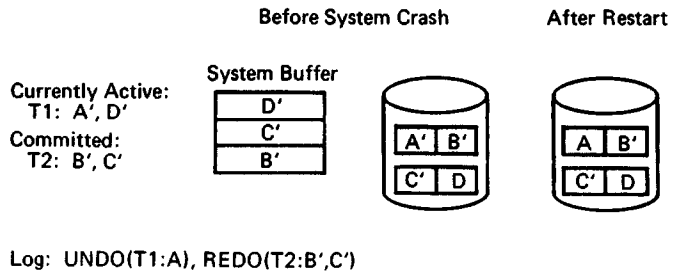 Before System Crash
After Restart
System Buffer
Currently Active:
T1: A′, D′
Committed:
T2: B′, C′
D′
C′
B′
A′ B′
C′ D
A B′
C′ D
Log: UNDO(T1:A), REDO(T2:B′,C′)